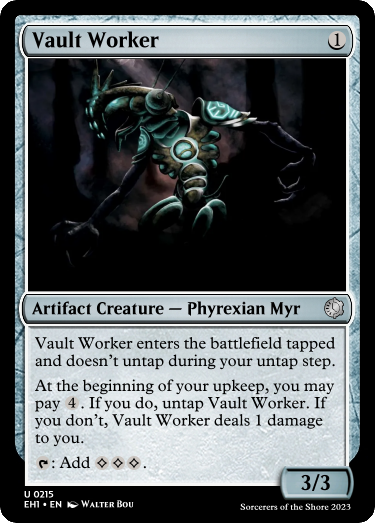 Vault Worker 1
Artifact Creature — Phyrexian Myr
Vault Worker enters the battlefield tapped
and doesn't untap during your untap step.
At the beginning of your upkeep, you may
pay 4. If you do, untap Vault Worker. If
you don't, Vault Worker deals 1 damage
to you.
: Add .
3/3
U 0215
EH1 • EN Walter Bou
Sorcerers of the Shore 2023